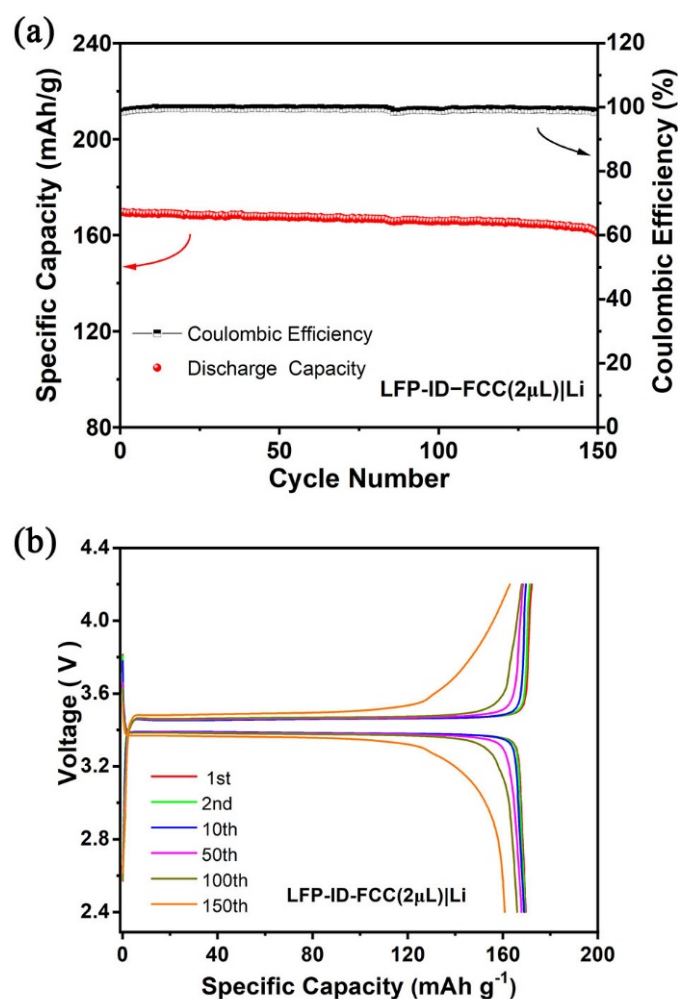 (a)
240
200
160
120
80
Specific Capacity (mAh/g)
120
100
80
60
40
20
0
Coulombic Efficiency (%)
Coulombic Efficiency
Discharge Capacity
LFP-ID−FCC(2μL)|Li
0 50 100 150
Cycle Number
(b)
4.4
4.0
3.6
3.2
2.8
2.4
Voltage ( V )
1st
2nd
10th
50th
100th
150th
LFP-ID-FCC(2μL)|Li
0 40 80 120 160 200
Specific Capacity (mAh g⁻¹)